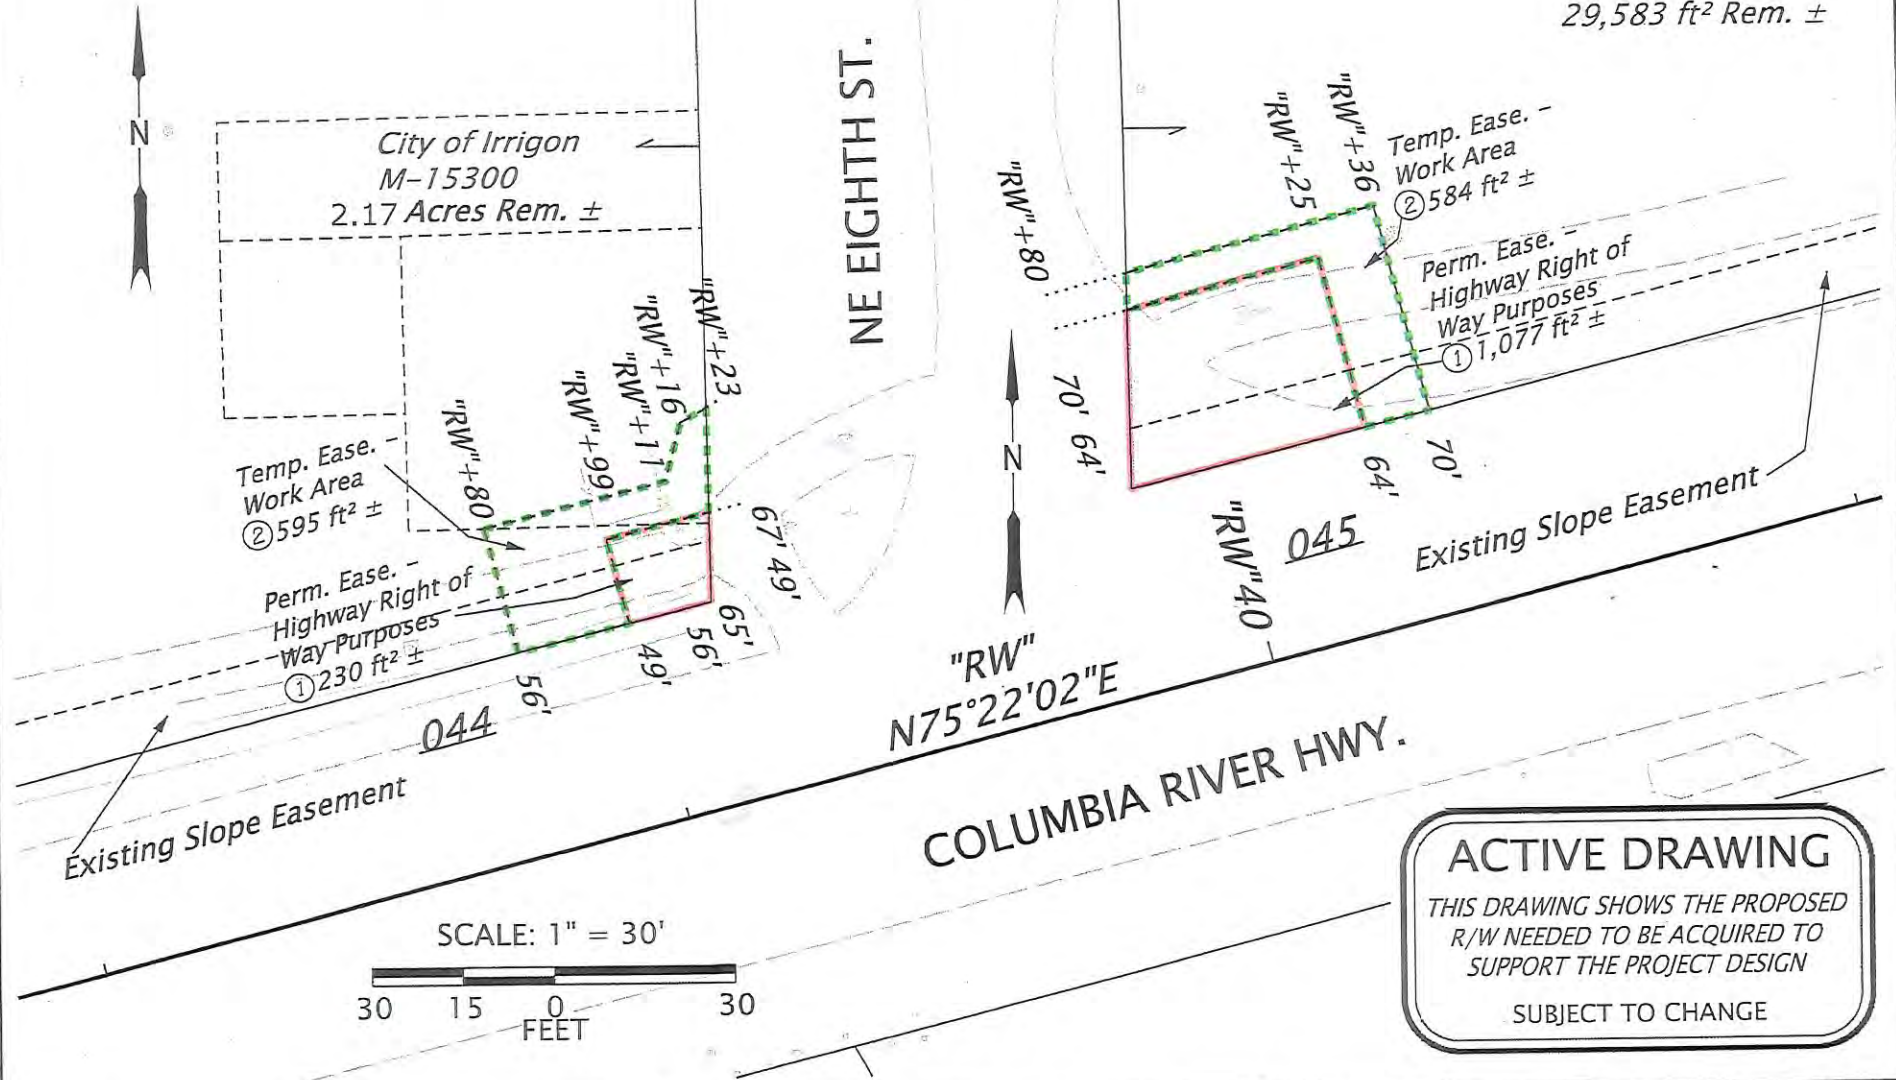 29,583 ft² Rem. ±
N
City of Irrigon
M-15300
2.17 Acres Rem. ±
NE EIGHTH ST.
"RW"+80
"RW"+25
"RW"+36
Temp. Ease. -
Work Area
② 584 ft² ±
Perm. Ease. -
Highway Right of
Way Purposes
① 1,077 ft² ±
70' 64'
64'
70'
N
"RW"40
045
Existing Slope Easement
"RW"+80
"RW"+99
"RW"+11
"RW"+16
"RW"+23
Temp. Ease. -
Work Area
② 595 ft² ±
Perm. Ease. -
Highway Right of
Way Purposes
① 230 ft² ±
67' 49'
56'
49'
56'
65'
044
Existing Slope Easement
"RW"
N75°22'02"E
COLUMBIA RIVER HWY.
SCALE: 1" = 30'
30 15 0 30
FEET
ACTIVE DRAWING
THIS DRAWING SHOWS THE PROPOSED
R/W NEEDED TO BE ACQUIRED TO
SUPPORT THE PROJECT DESIGN
SUBJECT TO CHANGE